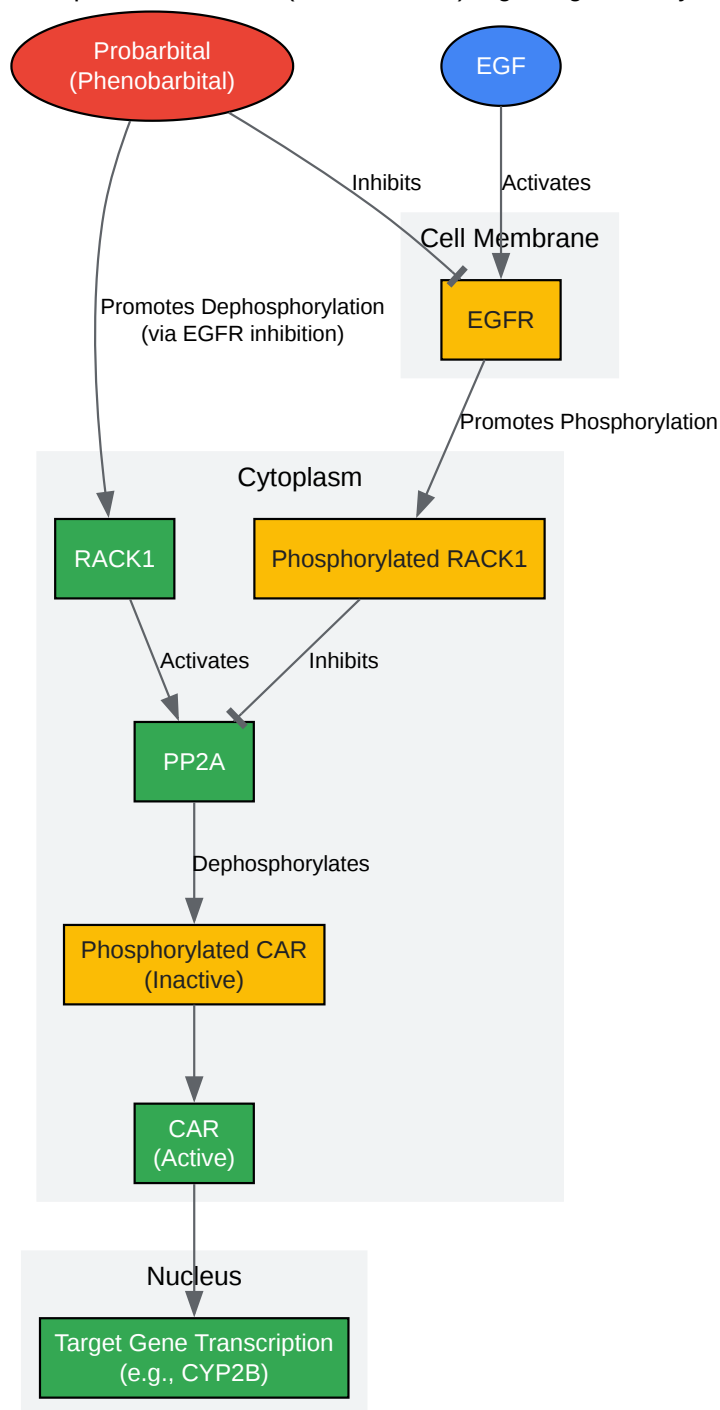 Probarbital
(Phenobarbital)
EGF
Inhibits
Activates
Cell Membrane
EGFR
Promotes Dephosphorylation
(via EGFR inhibition)
Promotes Phosphorylation
Cytoplasm
RACK1
Phosphorylated RACK1
Activates
Inhibits
PP2A
Dephosphorylates
Phosphorylated CAR
(Inactive)
CAR
(Active)
Nucleus
Target Gene Transcription
(e.g., CYP2B)